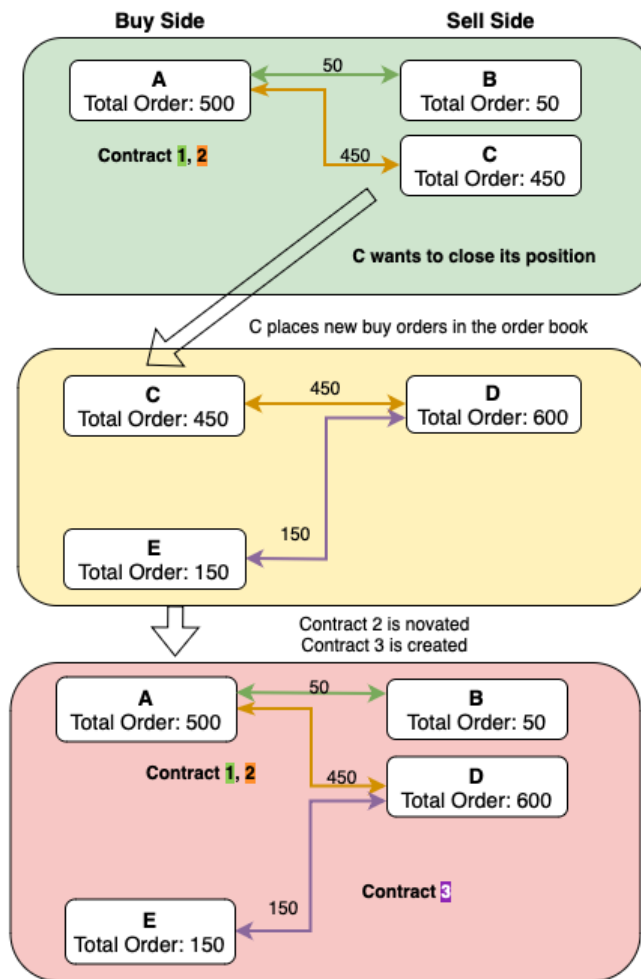 Buy Side
Sell Side
A
Total Order: 500
50
B
Total Order: 50
Contract 1, 2
450
C
Total Order: 450
C wants to close its position
C places new buy orders in the order book
C
Total Order: 450
450
D
Total Order: 600
150
E
Total Order: 150
Contract 2 is novated
Contract 3 is created
A
Total Order: 500
50
B
Total Order: 50
Contract 1, 2
450
D
Total Order: 600
Contract 3
150
E
Total Order: 150